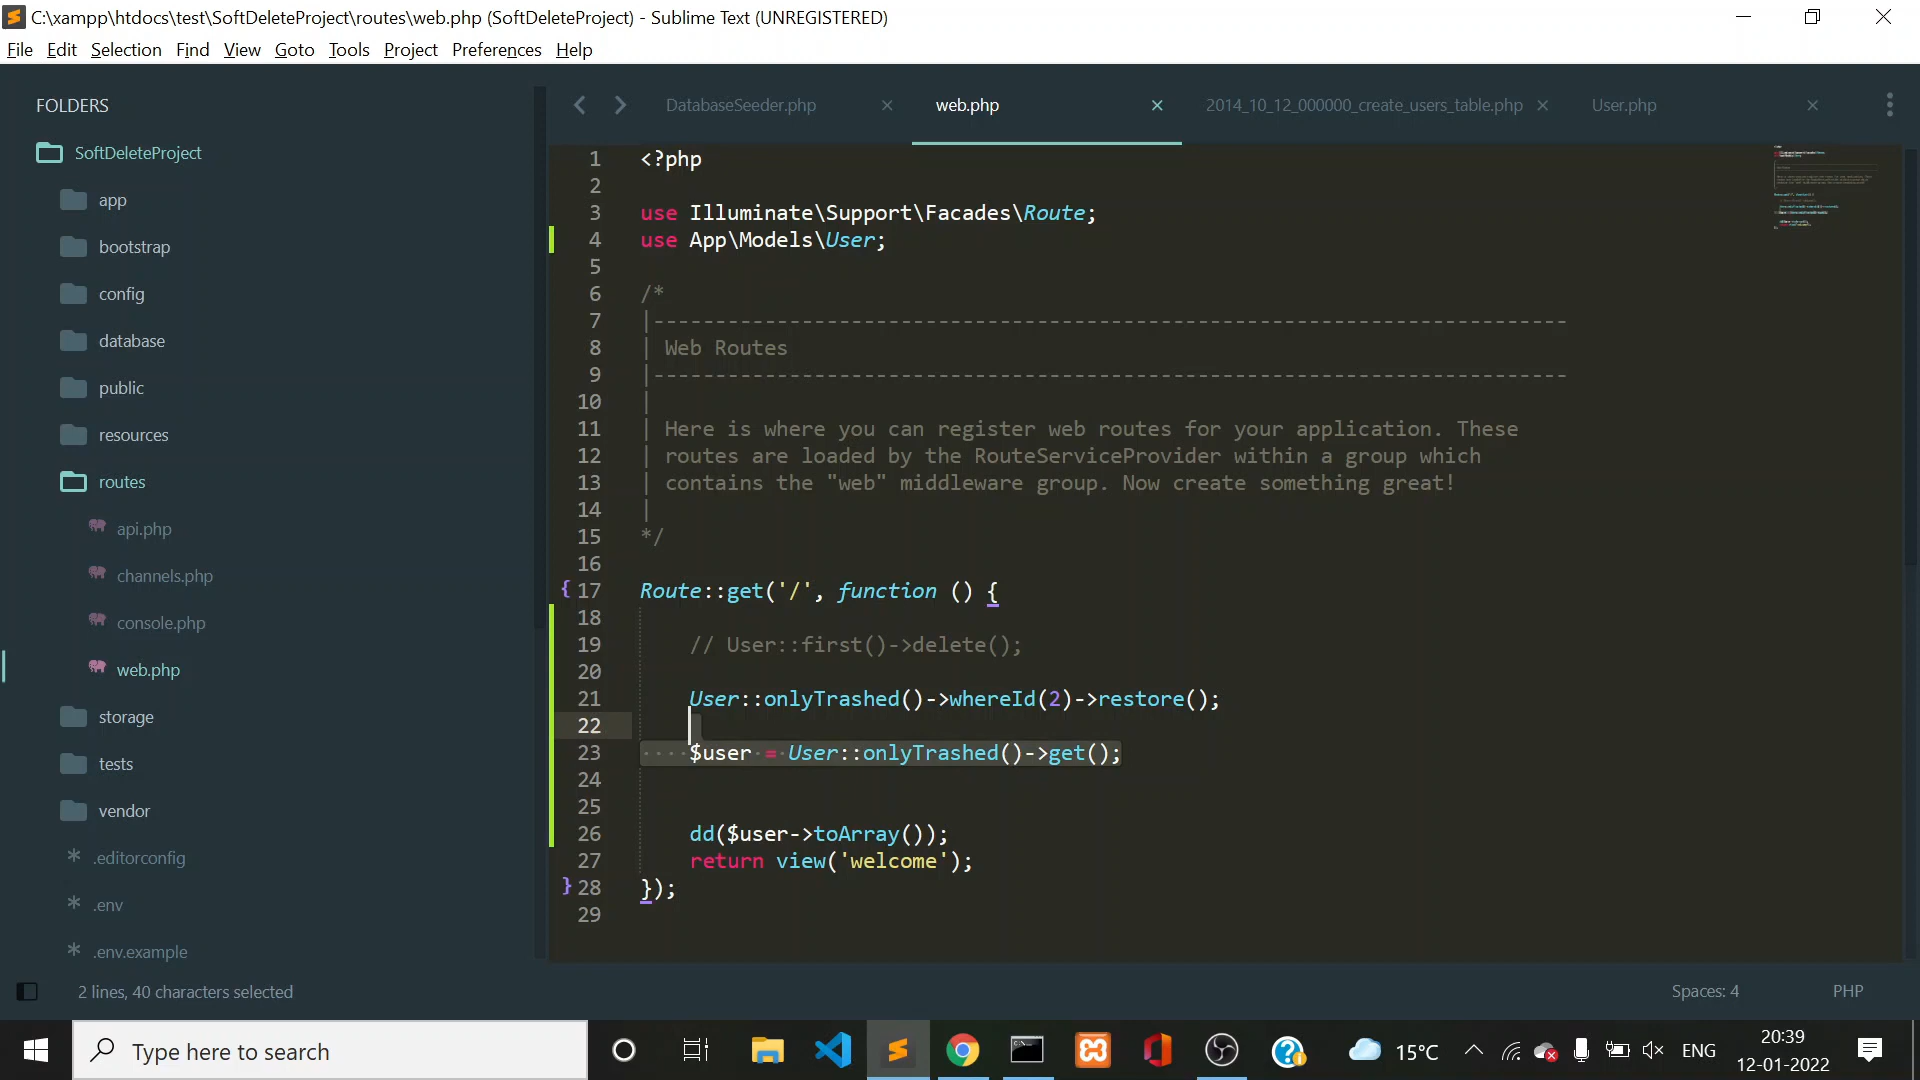 C:\xampp\htdocs\test\SoftDeleteProject\routes\web.php (SoftDeleteProject) - Sublime Text (UNREGISTERED)
File Edit Selection Find View Goto Tools Project Preferences Help
FOLDERS
SoftDeleteProject
app
bootstrap
config
database
public
resources
routes
api.php
channels.php
console.php
web.php
storage
tests
vendor
.editorconfig
.env
.env.example
DatabaseSeeder.php web.php 2014_10_12_000000_create_users_table.php User.php
1 <?php
2
3 use Illuminate\Support\Facades\Route;
4 use App\Models\User;
5
6 /*
7 |--------------------------------------------------------------------------
8 | Web Routes
9 |--------------------------------------------------------------------------
10 |
11 | Here is where you can register web routes for your application. These
12 | routes are loaded by the RouteServiceProvider within a group which
13 | contains the "web" middleware group. Now create something great!
14 |
15 */
16
17 Route::get('/', function () {
18
19 // User::first()->delete();
20
21 User::onlyTrashed()->whereId(2)->restore();
22
23 ····$user·=·User::onlyTrashed()->get();
24
25
26 dd($user->toArray());
27 return view('welcome');
28 });
29
2 lines, 40 characters selected
Spaces: 4 PHP
Type here to search
15°C ENG 20:39
12-01-2022